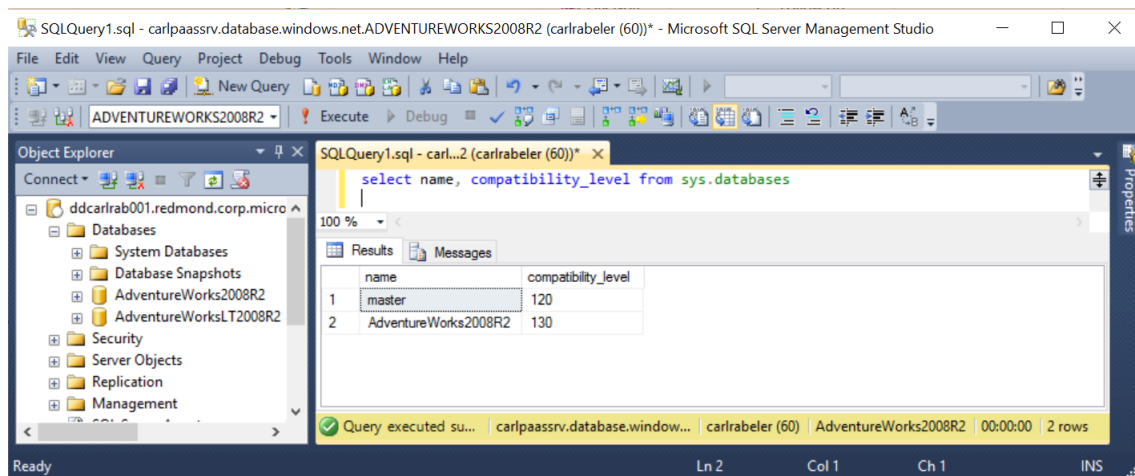 SQLQuery1.sql - carlpaassrv.database.windows.net.ADVENTUREWORKS2008R2 (carlrabeler (60))* - Microsoft SQL Server Management Studio
File Edit View Query Project Debug Tools Window Help
New Query
ADVENTUREWORKS2008R2 Execute Debug
Object Explorer
Connect
ddcarlrab001.redmond.corp.micro
Databases
System Databases
Database Snapshots
AdventureWorks2008R2
AdventureWorksLT2008R2
Security
Server Objects
Replication
Management
SQLQuery1.sql - carl...2 (carlrabeler (60))*
select name, compatibility_level from sys.databases
100 %
Results Messages
name compatibility_level
1 master 120
2 AdventureWorks2008R2 130
Query executed su... carlpaassrv.database.window... carlrabeler (60) AdventureWorks2008R2 00:00:00 2 rows
Properties
Ready Ln 2 Col 1 Ch 1 INS